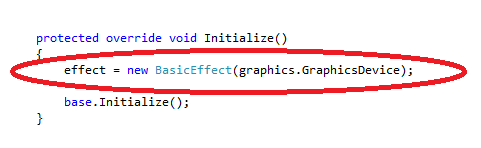 protected override void Initialize()
{
effect = new BasicEffect(graphics.GraphicsDevice);
base.Initialize();
}